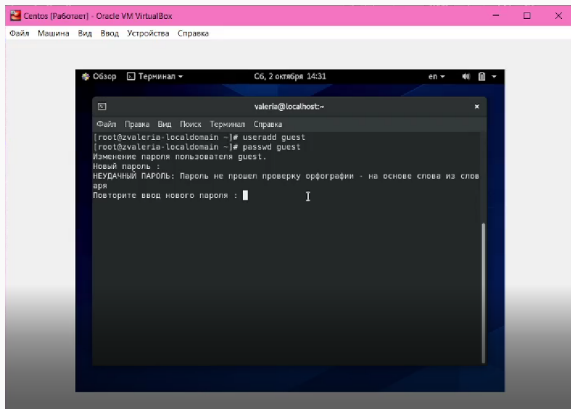 Centos [Работает] - Oracle VM VirtualBox
Файл Машина Вид Ввод Устройства Справка
Обзор Терминал Сб, 2 октября 14:31 en
valeria@localhost:~
Файл Правка Вид Поиск Терминал Справка
[root@zvaleria-localdomain ~]# useradd guest
[root@zvaleria-localdomain ~]# passwd guest
Изменение пароля пользователя guest.
Новый пароль :
НЕУДАЧНЫЙ ПАРОЛЬ: Пароль не прошел проверку орфографии - на основе слова из слов
аря
Повторите ввод нового пароля :